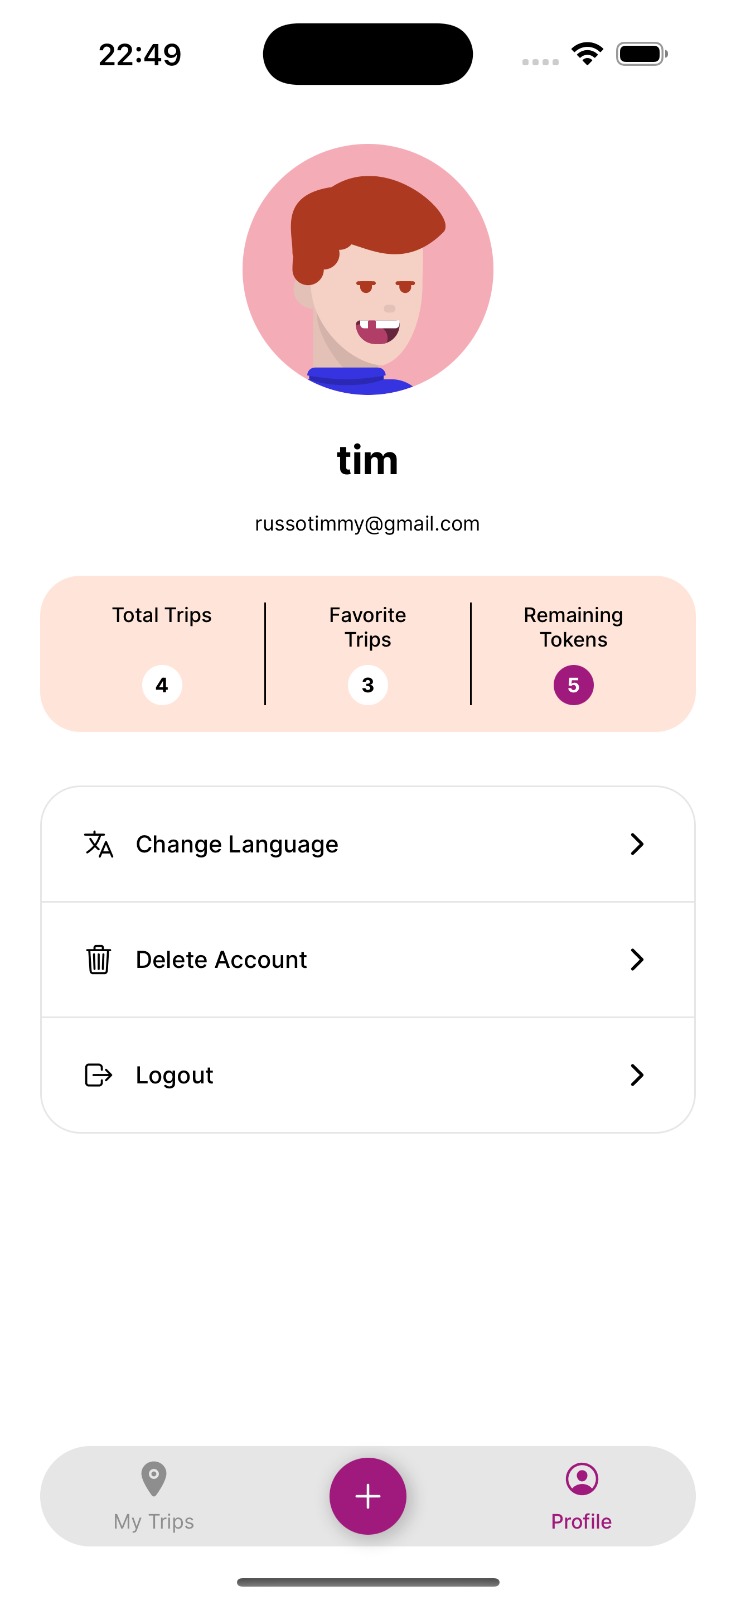 22:49
tim
russotimmy@gmail.com
Total Trips
Favorite
Trips
Remaining
Tokens
4
3
5
Change Language
Delete Account
Logout
My Trips
Profile